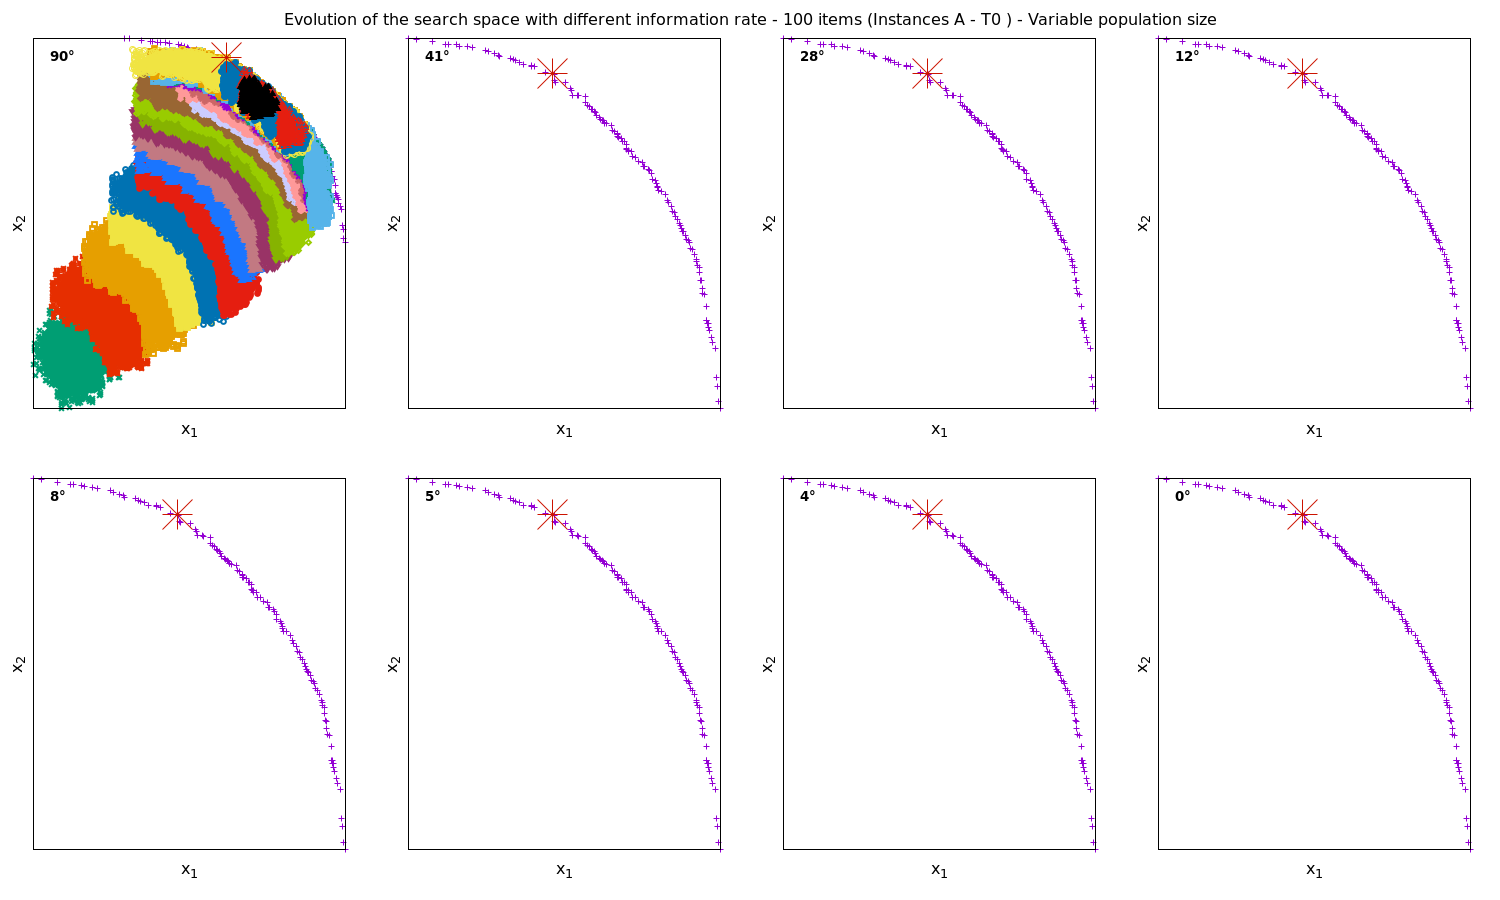 Evolution of the search space with different information rate - 100 items (Instances A - T0 ) - Variable population size
90°
41°
28°
12°
x2
x2
x2
x2
x1
x1
x1
x1
8°
5°
4°
0°
x2
x2
x2
x2
x1
x1
x1
x1